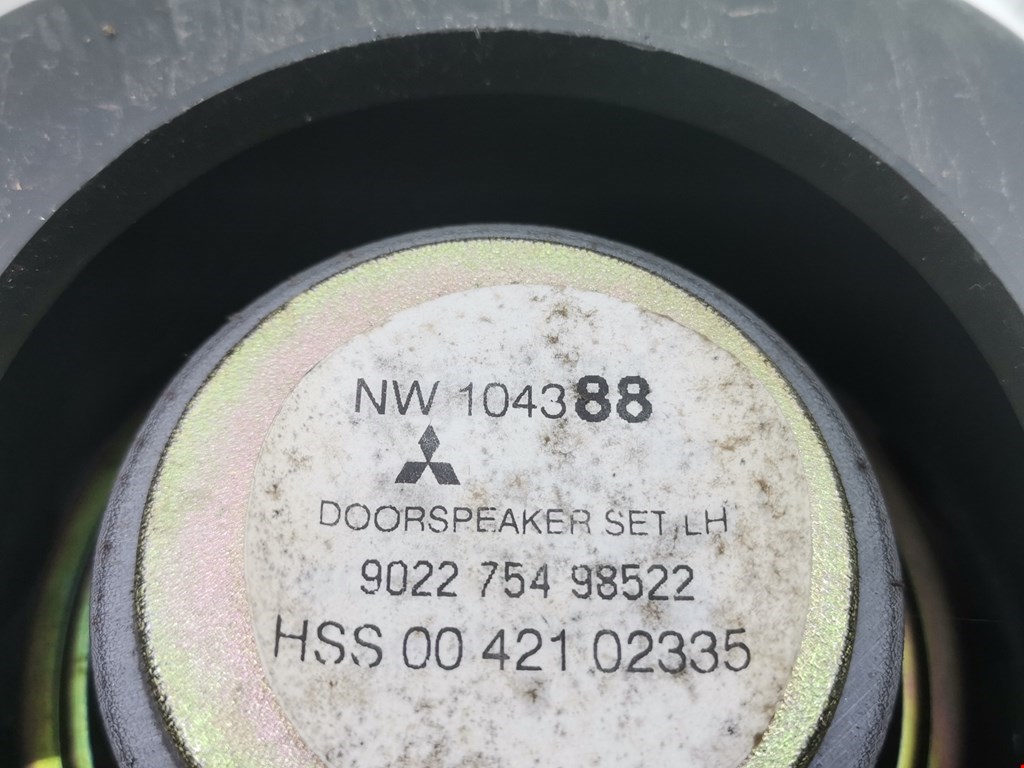 NW 104388
DOORSPEAKER SET,LH
9022 754 98522
HSS 00 421 02335